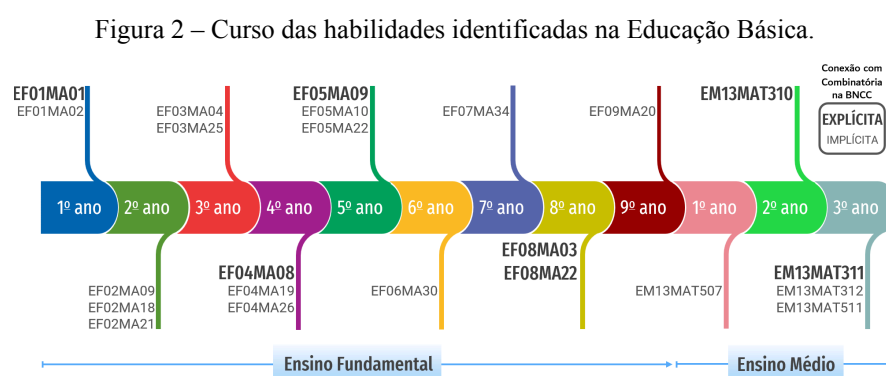 Figura 2 – Curso das habilidades identificadas na Educação Básica.
EF01MA01
EF01MA02
EF03MA04
EF03MA25
EF05MA09
EF05MA10
EF05MA22
EF07MA34
EF09MA20
EM13MAT310
Conexão com
Combinatória
na BNCC
EXPLÍCITA
IMPLÍCITA
1º ano
2º ano
3º ano
4º ano
5º ano
6º ano
7º ano
8º ano
9º ano
1º ano
2º ano
3º ano
EF02MA09
EF02MA18
EF02MA21
EF04MA08
EF04MA19
EF04MA26
EF06MA30
EF08MA03
EF08MA22
EM13MAT507
EM13MAT311
EM13MAT312
EM13MAT511
Ensino Fundamental
Ensino Médio